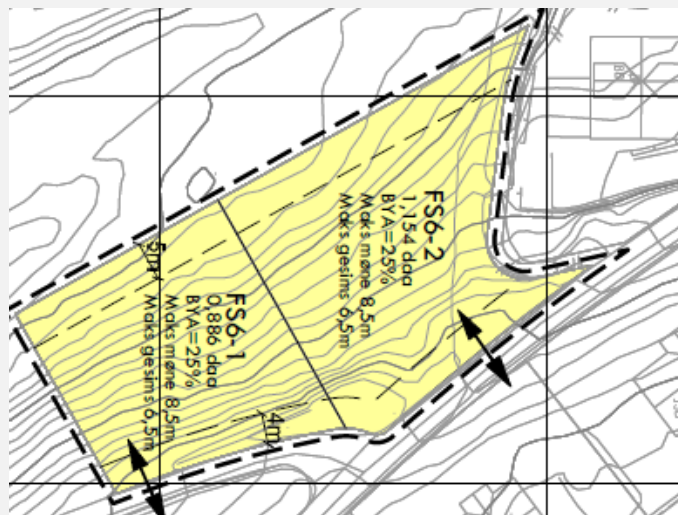 FS6-2
1,154 daa
BYA=25%
Maks møne 8,5m
Maks gesims 6,5m
FS6-1
0,886 daa
BYA=25%
Maks møne 8,5m
Maks gesims 6,5m
5m
4m